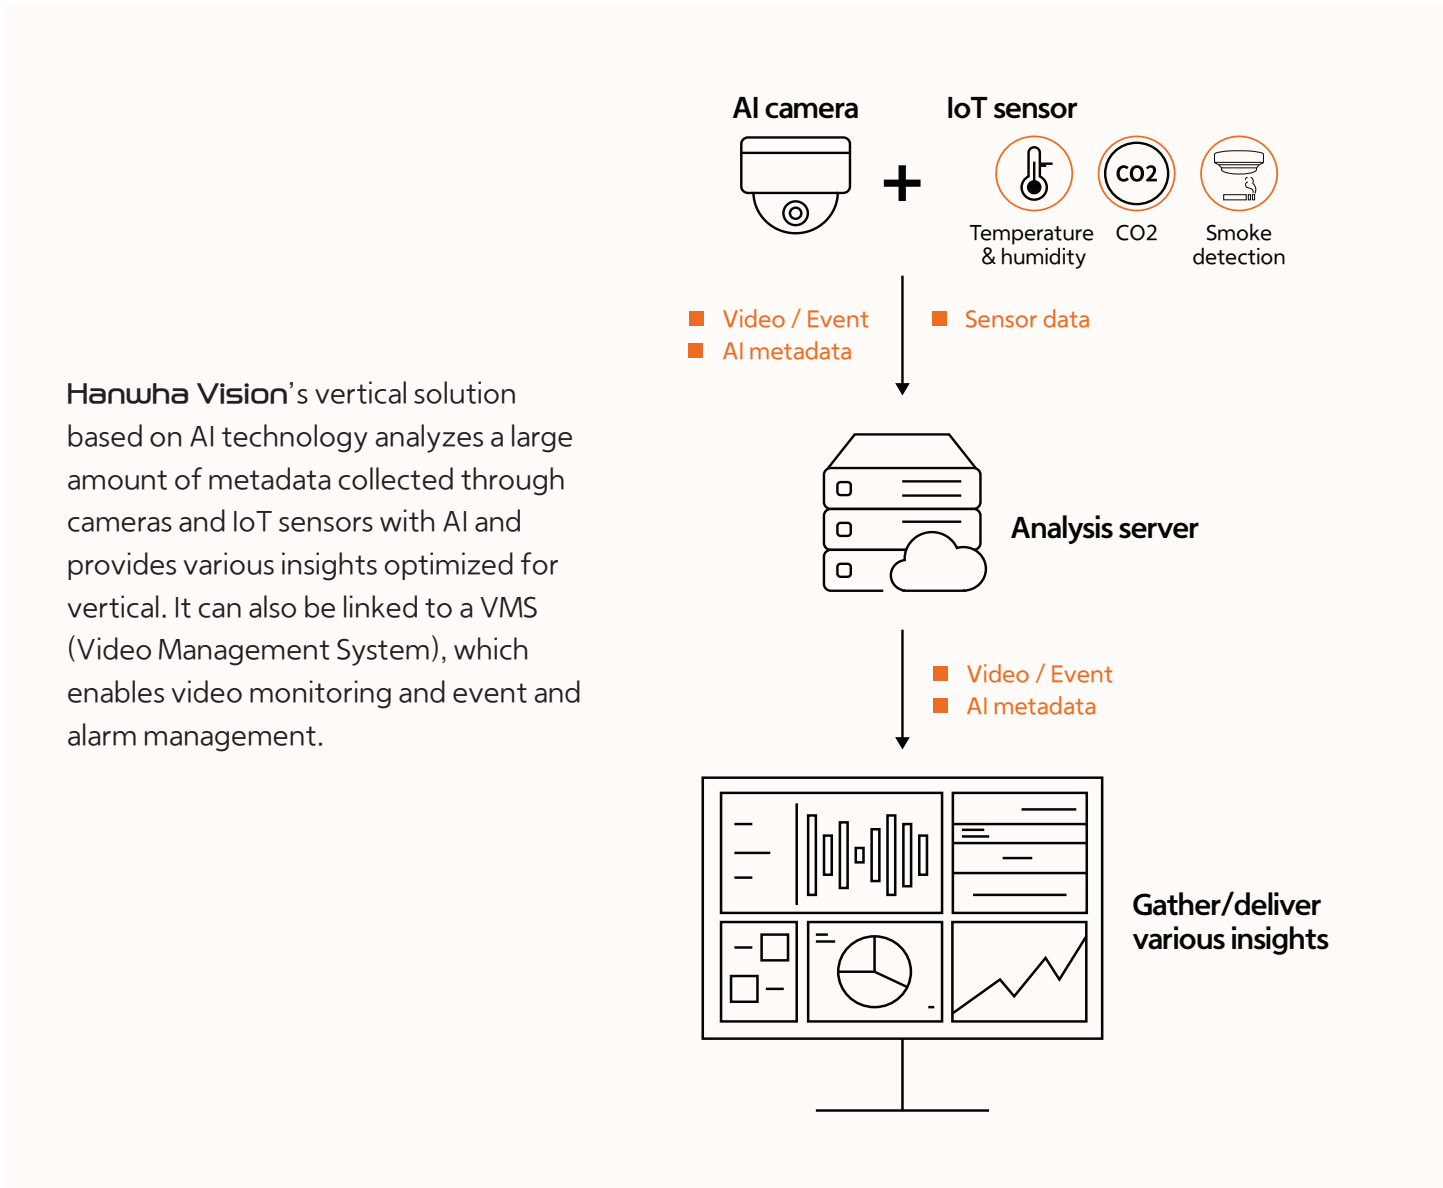 Hanwha Vision's vertical solution
based on AI technology analyzes a large
amount of metadata collected through
cameras and IoT sensors with AI and
provides various insights optimized for
vertical. It can also be linked to a VMS
(Video Management System), which
enables video monitoring and event and
alarm management.
AI camera
IoT sensor
CO2
Temperature
& humidity
CO2
Smoke
detection
Video / Event
AI metadata
Sensor data
Analysis server
Video / Event
AI metadata
Gather/deliver
various insights